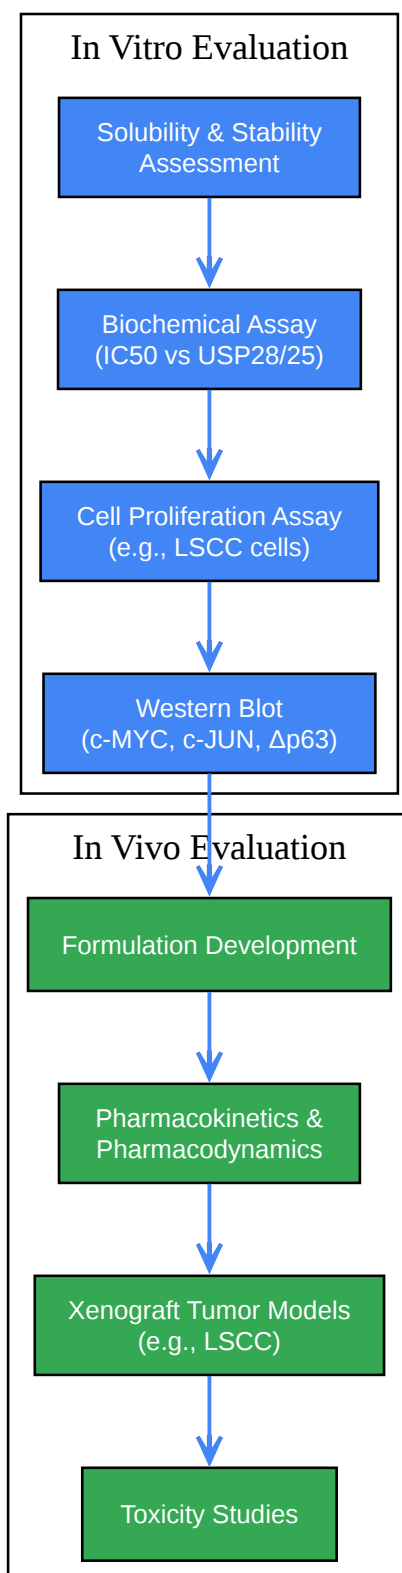 In Vitro Evaluation
Solubility & Stability
Assessment
Biochemical Assay
(IC50 vs USP28/25)
Cell Proliferation Assay
(e.g., LSCC cells)
Western Blot
(c-MYC, c-JUN, Δp63)
In Vivo Evaluation
Formulation Development
Pharmacokinetics &
Pharmacodynamics
Xenograft Tumor Models
(e.g., LSCC)
Toxicity Studies